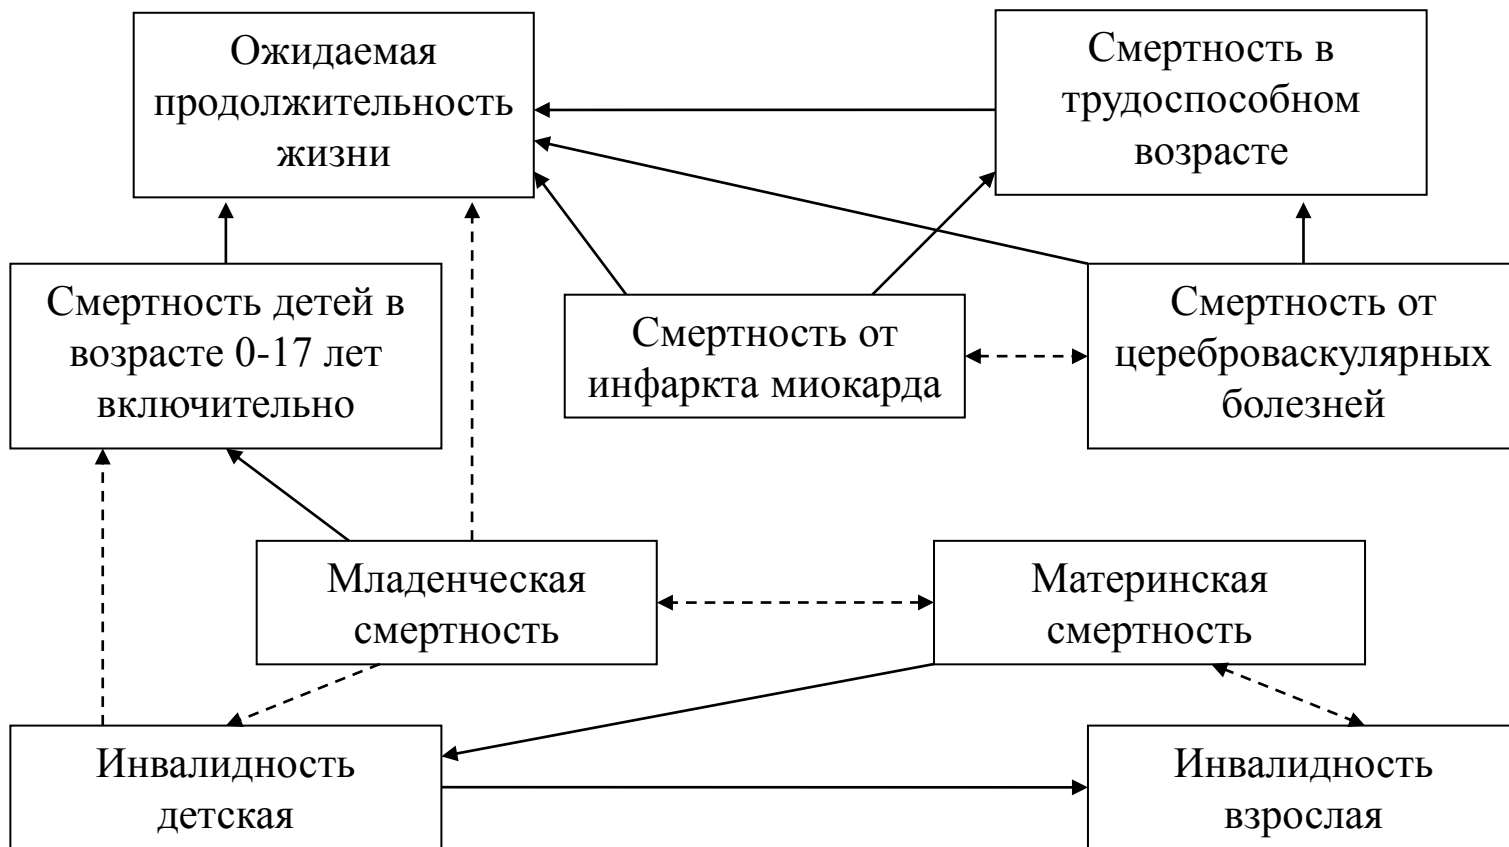 Ожидаемая
продолжительность
жизни
Смертность в
трудоспособном
возрасте
Смертность детей в
возрасте 0-17 лет
включительно
Смертность от
инфаркта миокарда
Смертность от
цереброваскулярных
болезней
Младенческая
смертность
Материнская
смертность
Инвалидность
детская
Инвалидность
взрослая